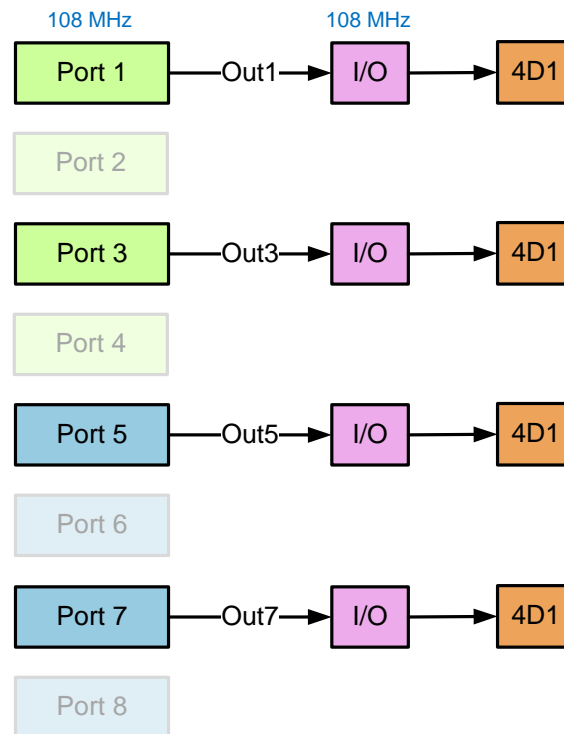 108 MHz 108 MHz
Port 1 Out1 I/O 4D1
Port 2
Port 3 Out3 I/O 4D1
Port 4
Port 5 Out5 I/O 4D1
Port 6
Port 7 Out7 I/O 4D1
Port 8